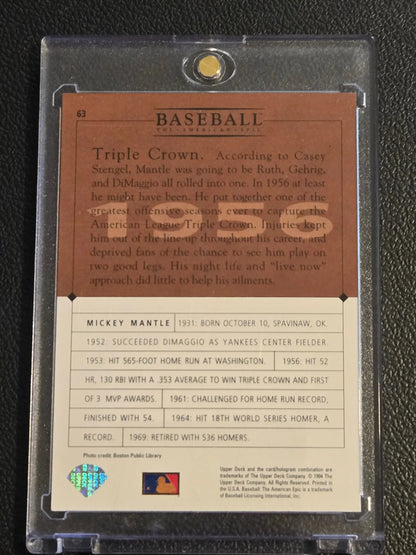 63
BASEBALL
THE AMERICAN EPIC
Triple Crown. According to Casey
Stengel, Mantle was going to be Ruth, Gehrig,
and DiMaggio all rolled into one. In 1956 at least
he might have been. He put together one of the
greatest offensive seasons ever to capture the
American League Triple Crown. Injuries kept
him out of the line-up throughout his career, and
deprived fans of the chance to see him play on
two good legs. His night life and "live now"
approach did little to help his ailments.
1956
MICKEY MANTLE 1931: BORN OCTOBER 10, SPAVINAW, OK.
1952: SUCCEEDED DIMAGGIO AS YANKEES CENTER FIELDER.
1953: HIT 565-FOOT HOME RUN AT WASHINGTON. 1956: HIT 52
HR, 130 RBI WITH A .353 AVERAGE TO WIN TRIPLE CROWN AND FIRST
OF 3 MVP AWARDS. 1961: CHALLENGED FOR HOME RUN RECORD,
FINISHED WITH 54. 1964: HIT 18TH WORLD SERIES HOMER, A
RECORD. 1969: RETIRED WITH 536 HOMERS.
Photo credit: Boston Public Library
Upper Deck and the card/hologram combination are
trademarks of The Upper Deck Company. © 1994 The
Upper Deck Company. All Rights Reserved. Printed in
the U.S.A. Baseball: The American Epic is a trademark
of Baseball Licensing International, Inc.